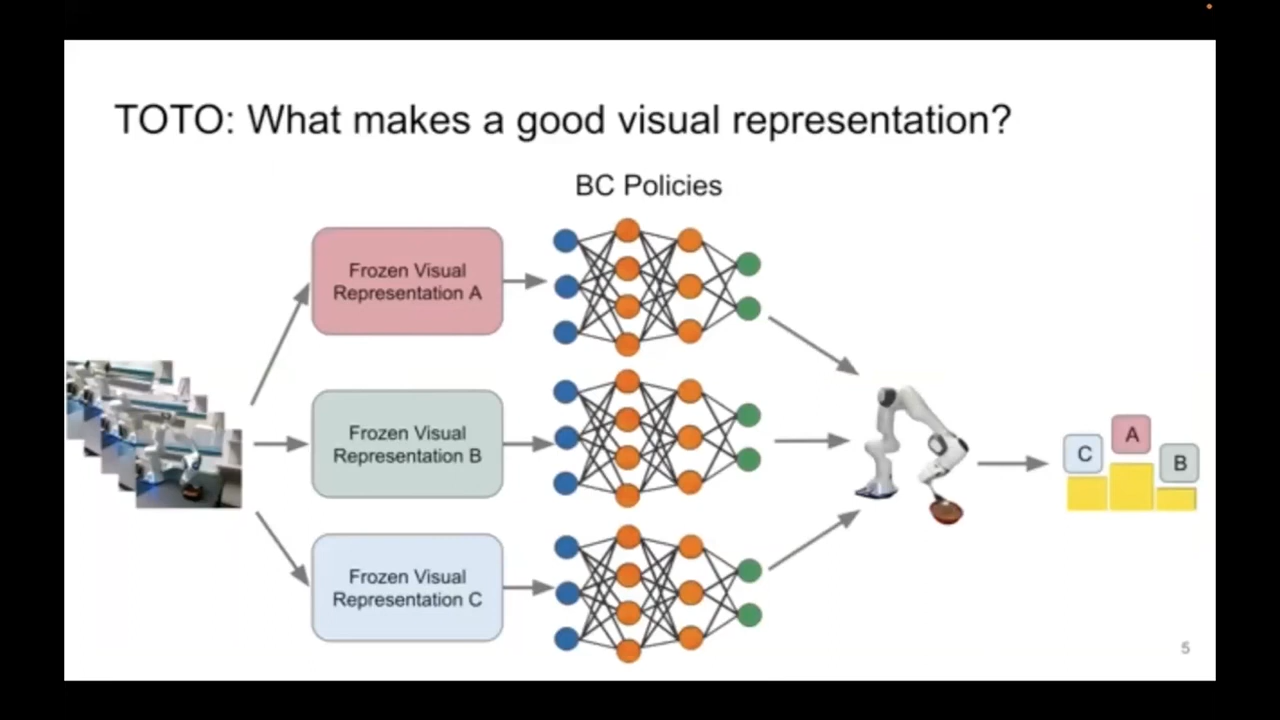 TOTO: What makes a good visual representation?
BC Policies
Frozen Visual
Representation A
Frozen Visual
Representation B
Frozen Visual
Representation C
C
A
B
5